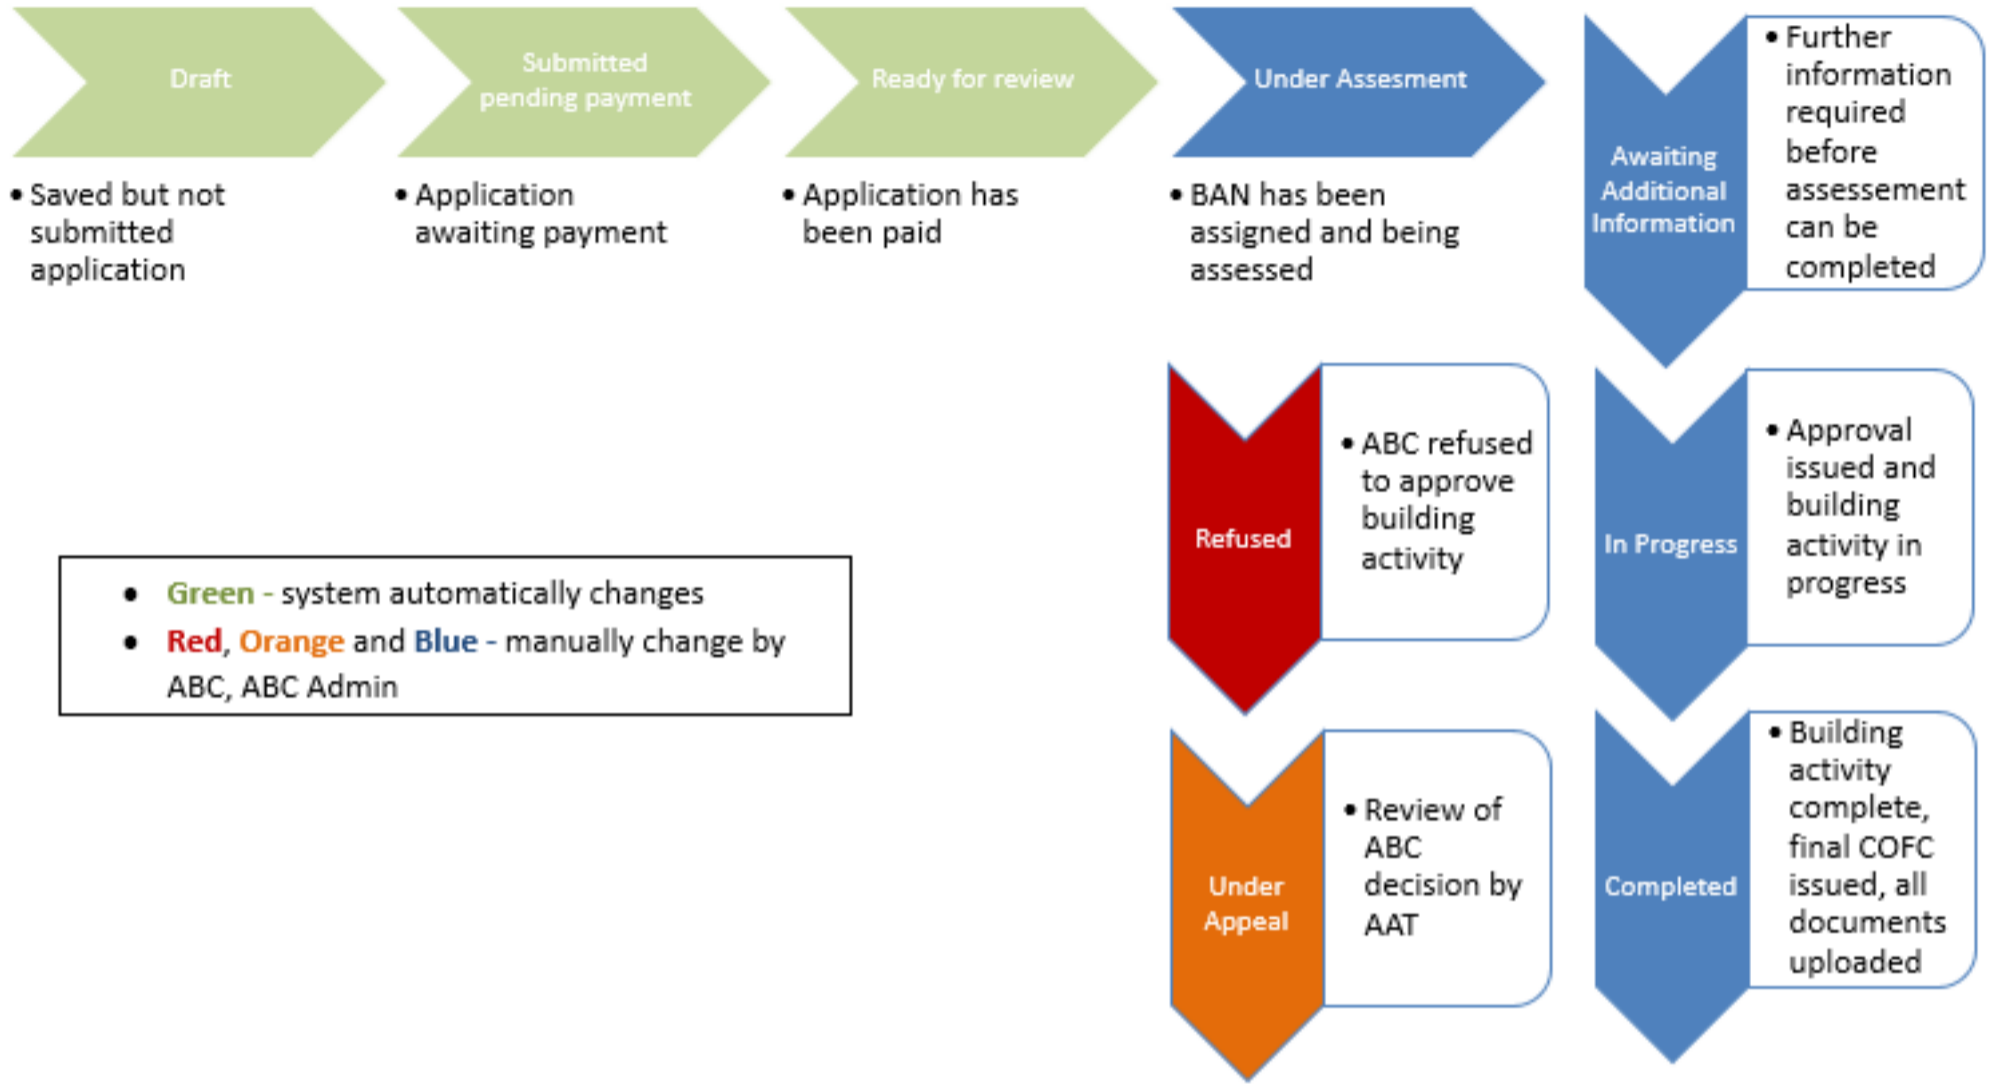 Draft
• Saved but not
submitted
application
Submitted
pending payment
• Application
awaiting payment
Ready for review
• Application has
been paid
Under Assesment
• BAN has been
assigned and being
assessed
Awaiting
Additional
Information
• Further
information
required
before
assessement
can be
completed
Refused
• ABC refused
to approve
building
activity
In Progress
• Approval
issued and
building
activity in
progress
• Green - system automatically changes
• Red, Orange and Blue - manually change by
ABC, ABC Admin
Under
Appeal
• Review of
ABC
decision by
AAT
Completed
• Building
activity
complete,
final COFC
issued, all
documents
uploaded